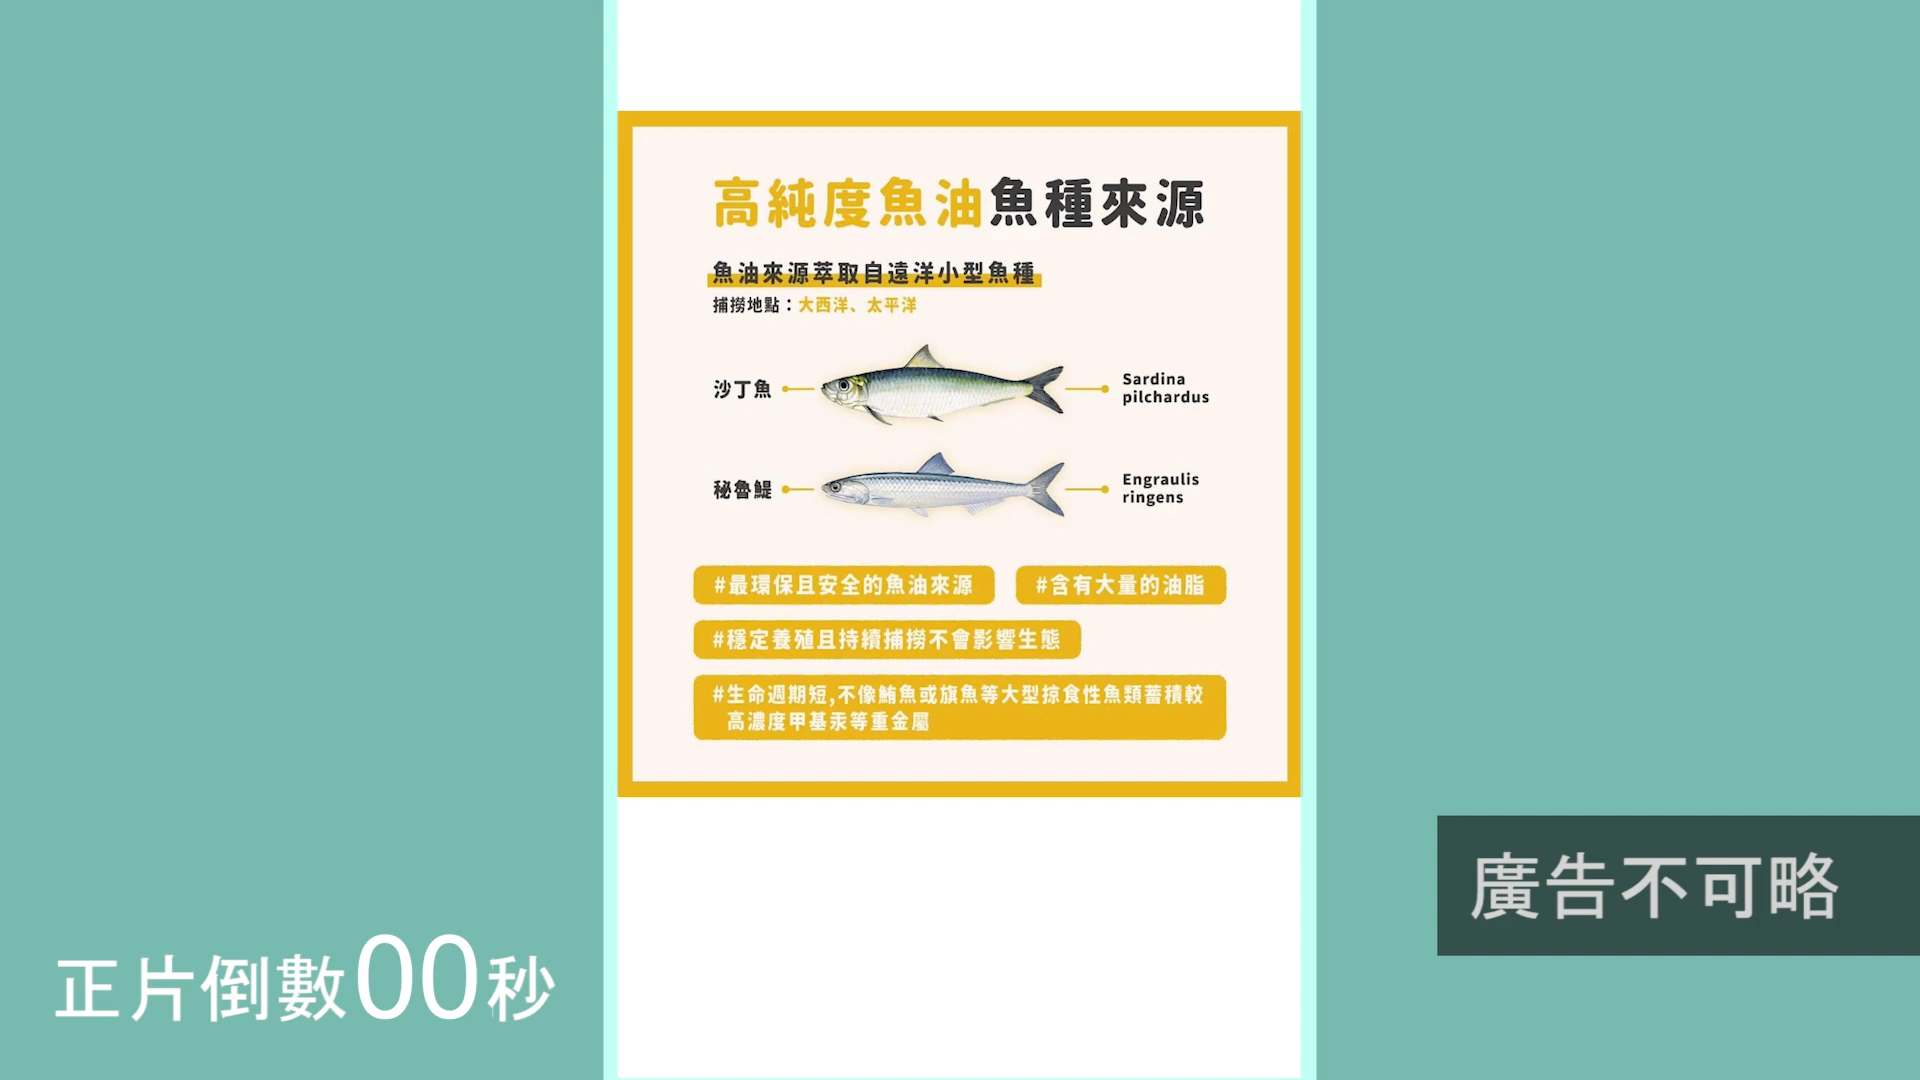 高純度魚油魚種來源
魚油來源萃取自遠洋小型魚種
捕撈地點：大西洋、太平洋
沙丁魚
Sardina
pilchardus
秘魯鯷
Engraulis
ringens
#最環保且安全的魚油來源
#含有大量的油脂
#穩定養殖且持續捕撈不會影響生態
#生命週期短,不像鮪魚或旗魚等大型掠食性魚類蓄積較
高濃度甲基汞等重金屬
廣告不可略
正片倒數00秒